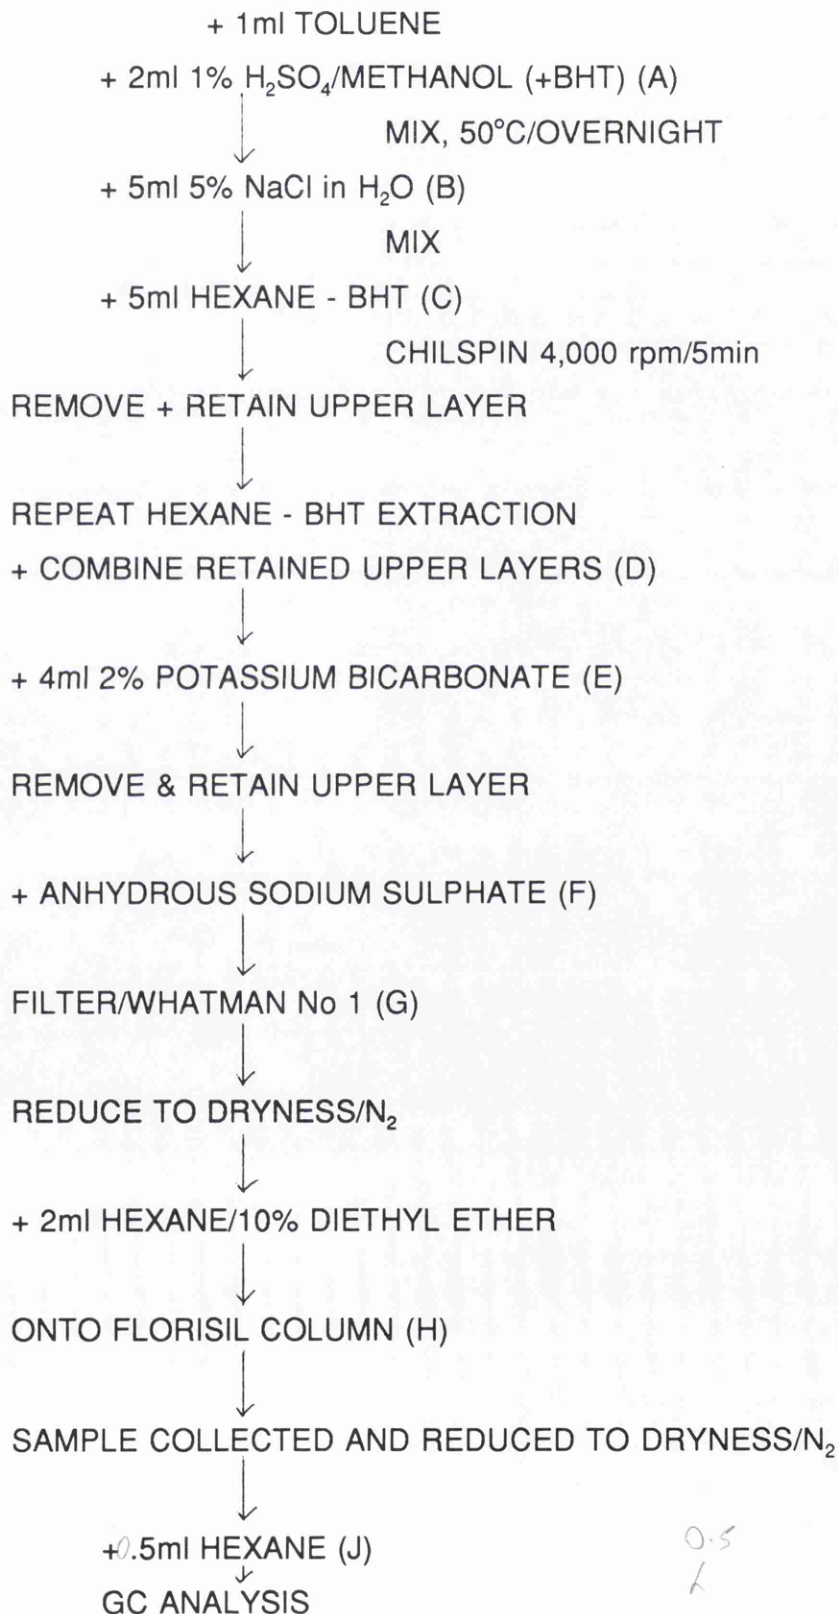 + 1ml TOLUENE
+ 2ml 1% H₂SO₄/METHANOL (+BHT) (A)
MIX, 50°C/OVERNIGHT
+ 5ml 5% NaCl in H₂O (B)
MIX
+ 5ml HEXANE - BHT (C)
CHILSPIN 4,000 rpm/5min
REMOVE + RETAIN UPPER LAYER
REPEAT HEXANE - BHT EXTRACTION
+ COMBINE RETAINED UPPER LAYERS (D)
+ 4ml 2% POTASSIUM BICARBONATE (E)
REMOVE & RETAIN UPPER LAYER
+ ANHYDROUS SODIUM SULPHATE (F)
FILTER/WHATMAN No 1 (G)
REDUCE TO DRYNESS/N₂
+ 2ml HEXANE/10% DIETHYL ETHER
ONTO FLORISIL COLUMN (H)
SAMPLE COLLECTED AND REDUCED TO DRYNESS/N₂
+0.5ml HEXANE (J)
0.5
GC ANALYSIS